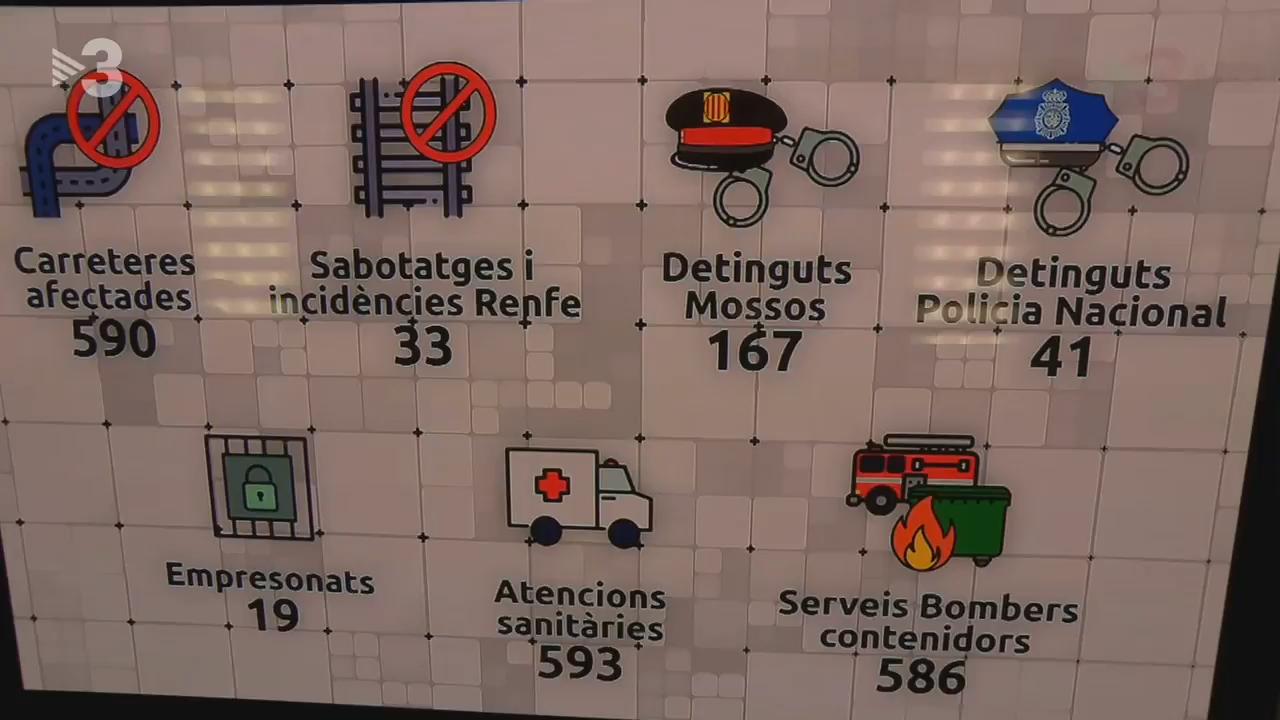 3
Carreteres
afectades
590
Sabotatges i
incidències Renfe
33
Detinguts
Mossos
167
Detinguts
Policia Nacional
41
Empresonats
19
Atencions
sanitàries
593
Serveis Bombers
contenidors
586